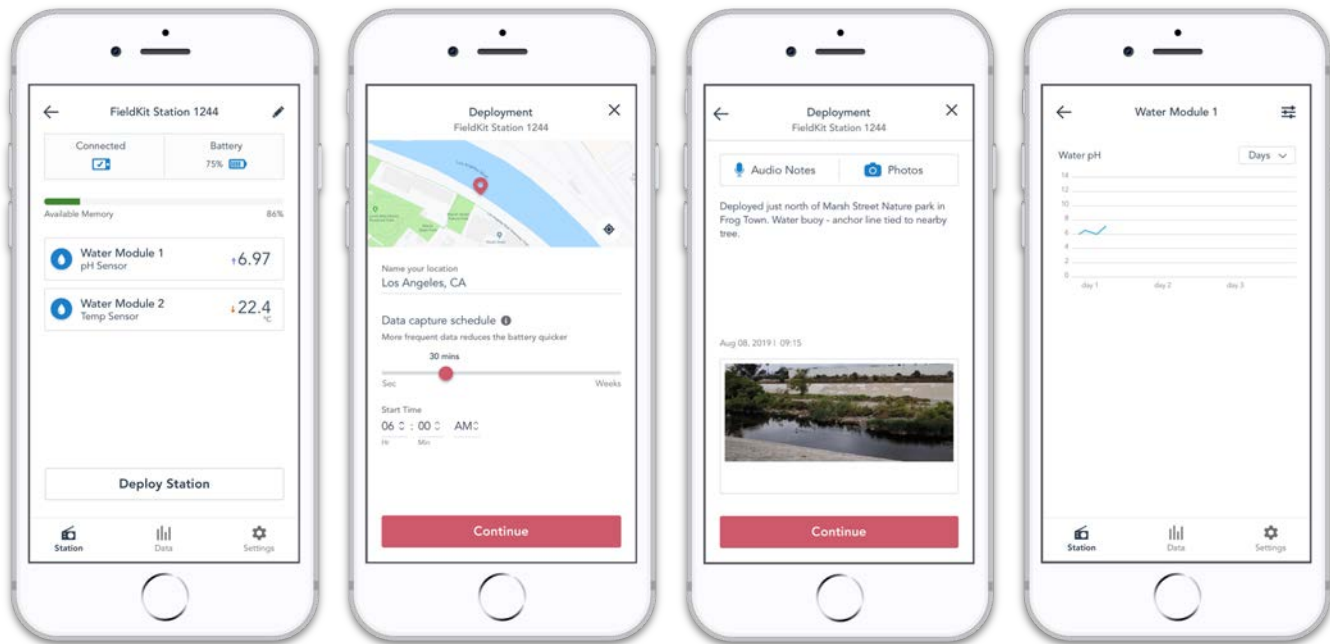 FieldKit Station 1244
Connected
Battery
75%
Available Memory
86%
Water Module 1
pH Sensor
6.97
Water Module 2
Temp Sensor
22.4
°C
Deploy Station
Station
Data
Settings
Deployment
FieldKit Station 1244
Name your location
Los Angeles, CA
Data capture schedule
More frequent data reduces the battery quicker
30 mins
Sec
Weeks
Start Time
06 : 00 AM
Hr
Min
Continue
Deployment
FieldKit Station 1244
Audio Notes
Photos
Deployed just north of Marsh Street Nature park in
Frog Town. Water buoy - anchor line tied to nearby
tree.
Aug 08, 2019 | 09:15
Continue
Water Module 1
Water pH
Days
14
12
10
8
6
4
2
0
day 1
day 2
day 3
Station
Data
Settings